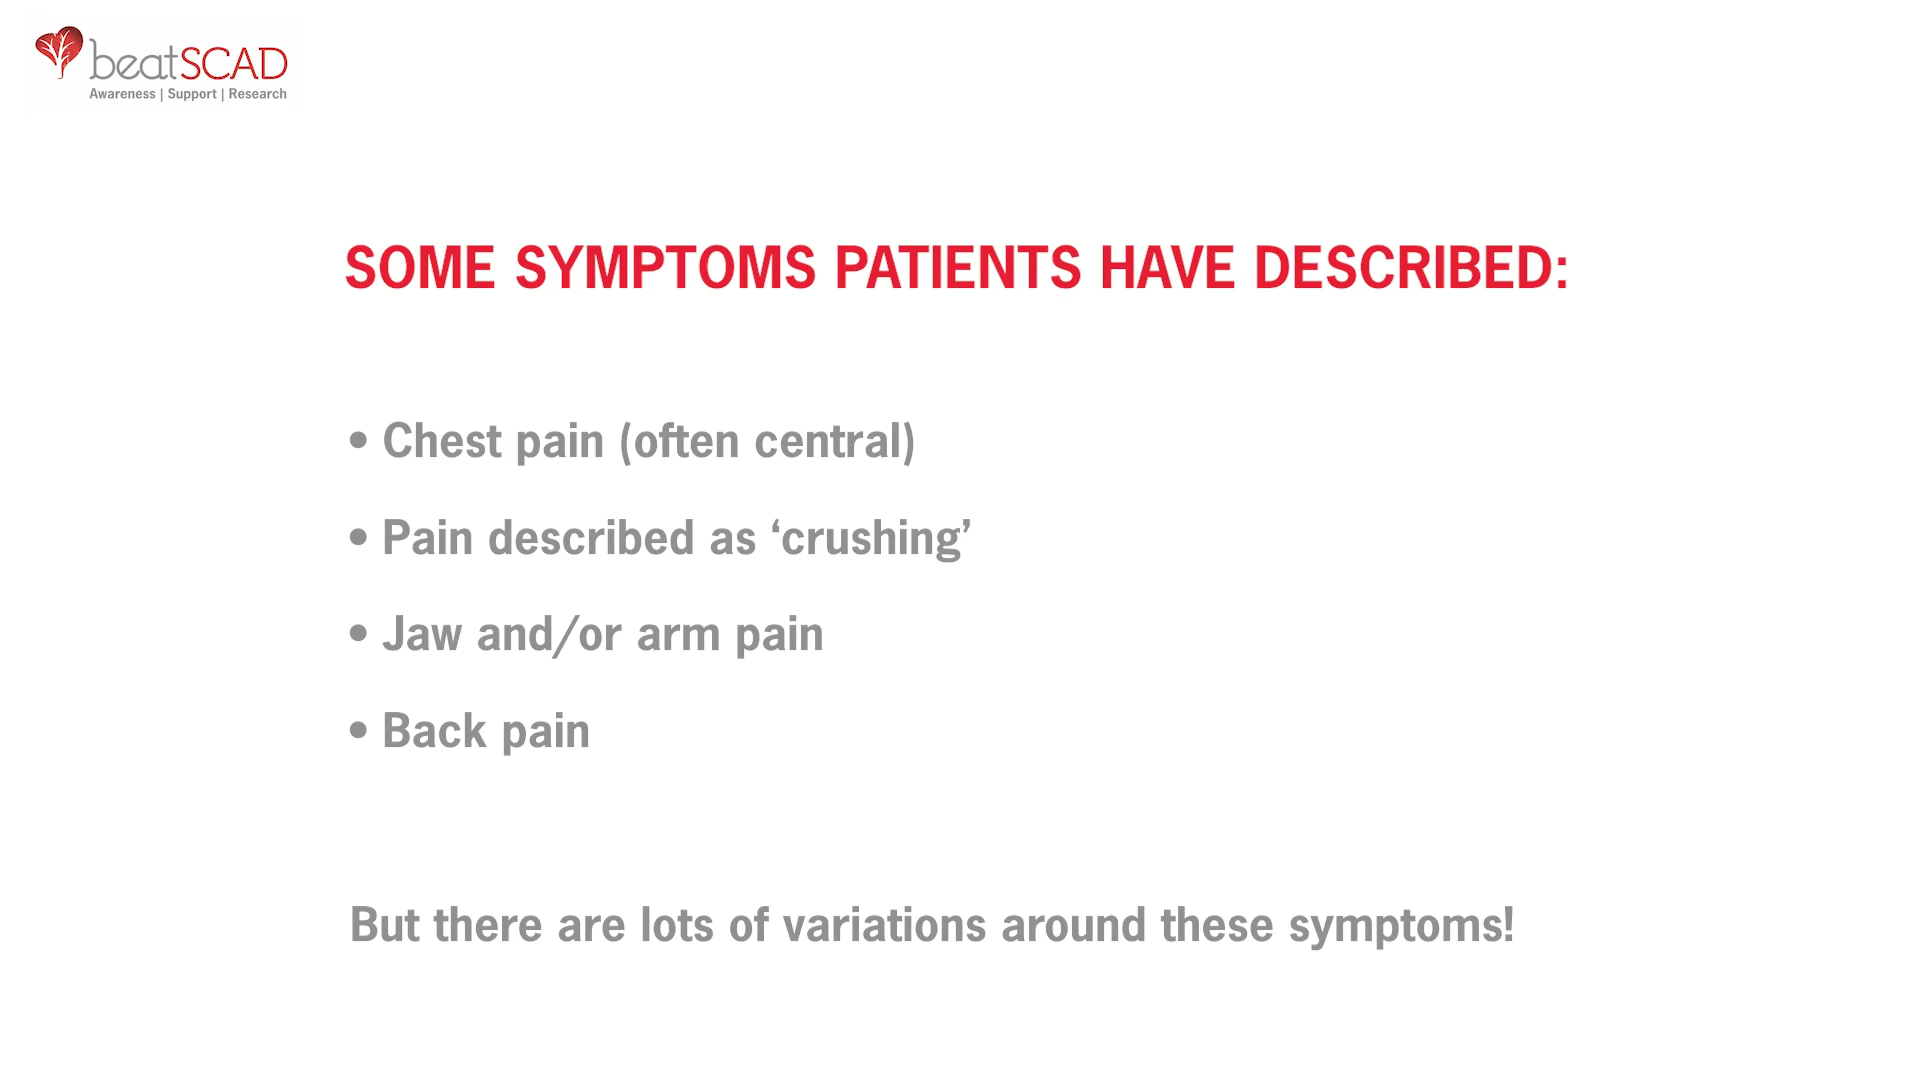 beatSCAD
Awareness | Support | Research
SOME SYMPTOMS PATIENTS HAVE DESCRIBED:
• Chest pain (often central)
• Pain described as ‘crushing’
• Jaw and/or arm pain
• Back pain
But there are lots of variations around these symptoms!